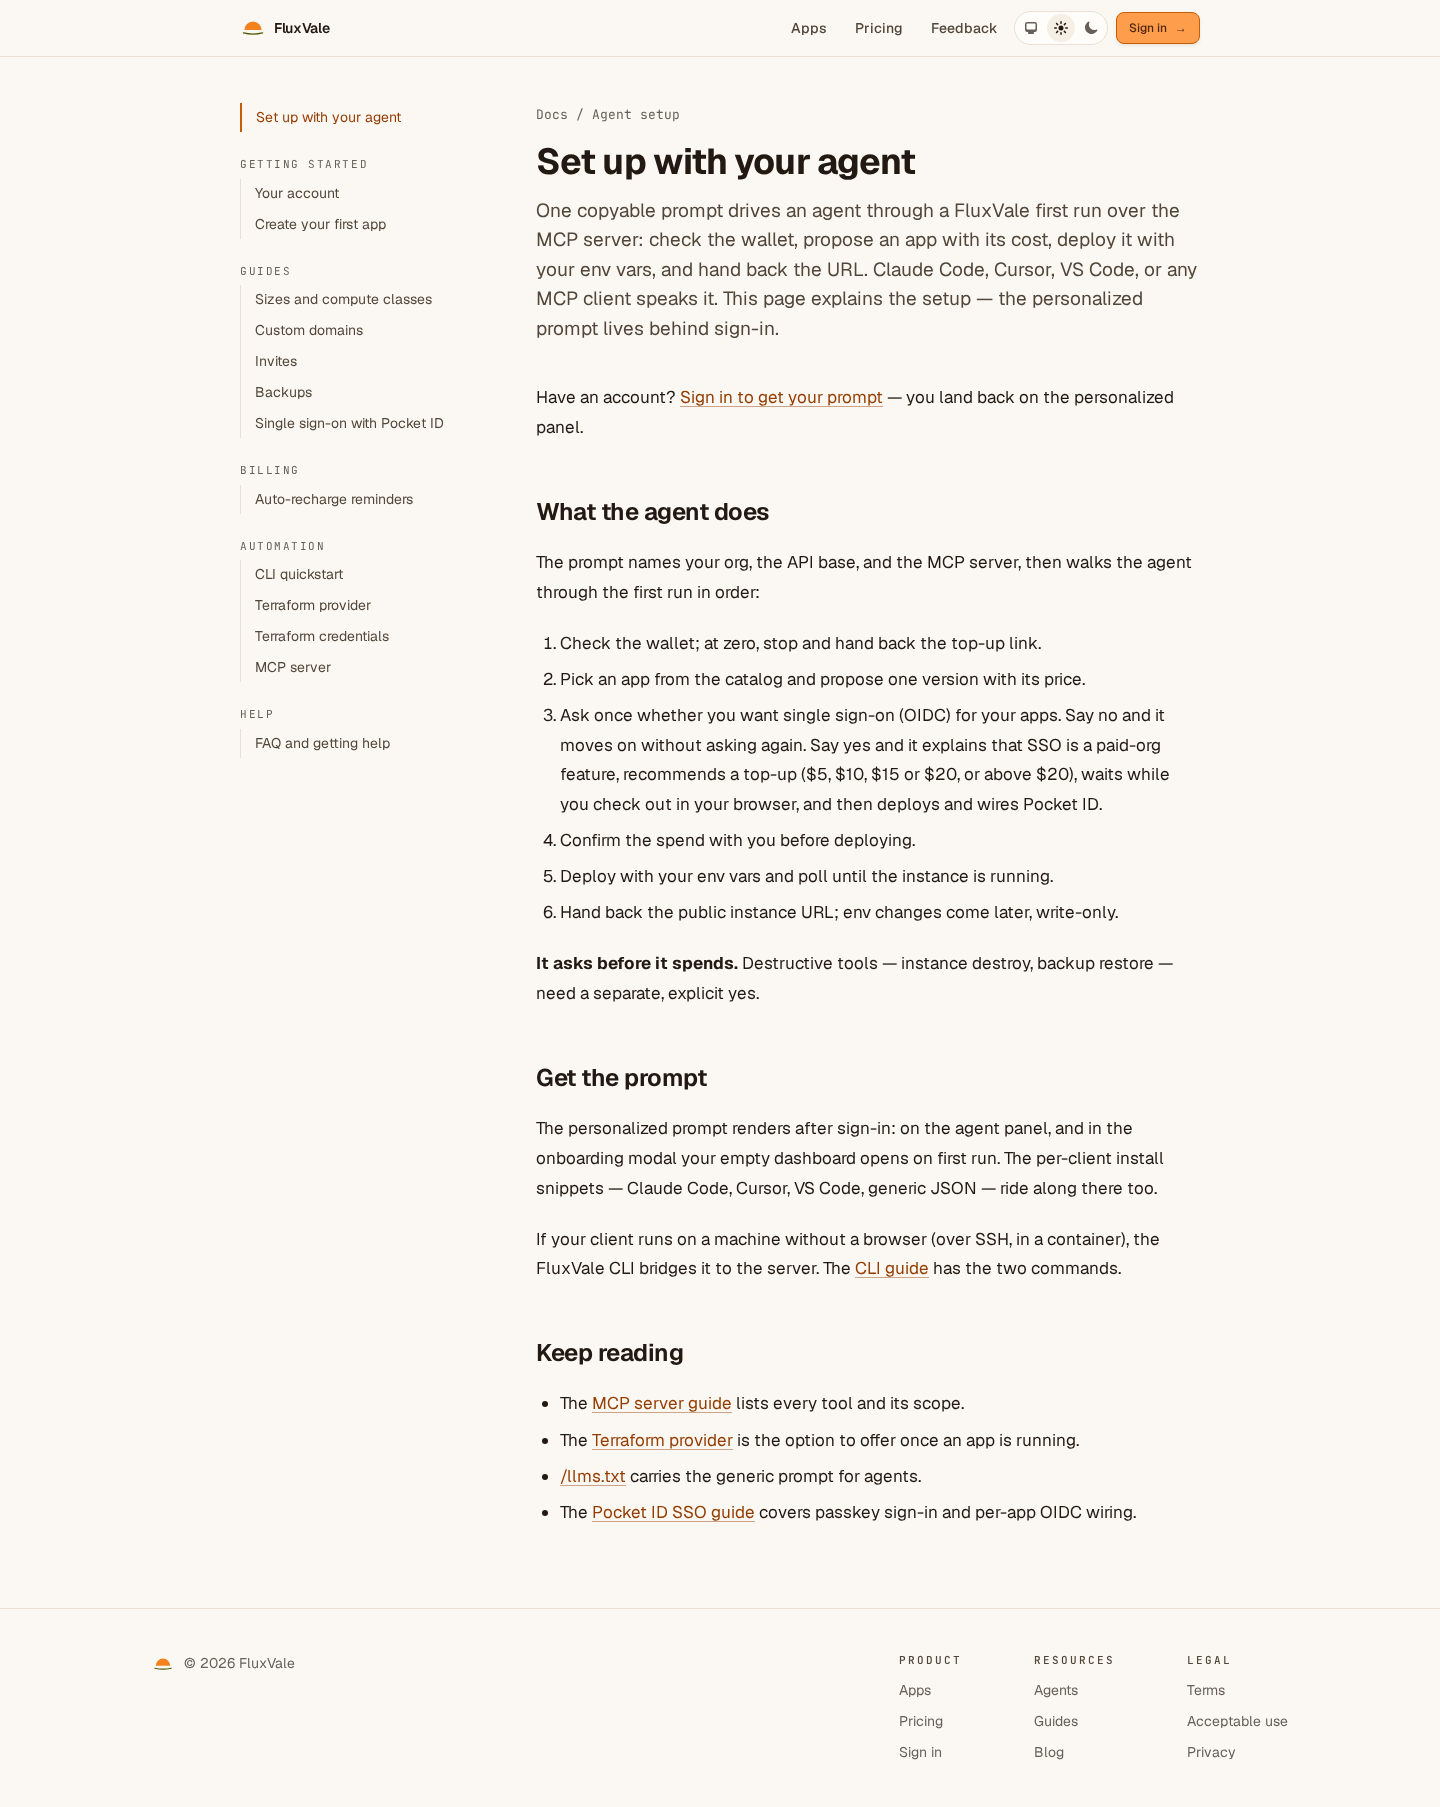 FluxVale
Apps
Pricing
Feedback
Sign in →
Set up with your agent
GETTING STARTED
Your account
Create your first app
GUIDES
Sizes and compute classes
Custom domains
Invites
Backups
Single sign-on with Pocket ID
BILLING
Auto-recharge reminders
AUTOMATION
CLI quickstart
Terraform provider
Terraform credentials
MCP server
HELP
FAQ and getting help
Docs / Agent setup
Set up with your agent
One copyable prompt drives an agent through a FluxVale first run over the
MCP server: check the wallet, propose an app with its cost, deploy it with
your env vars, and hand back the URL. Claude Code, Cursor, VS Code, or any
MCP client speaks it. This page explains the setup — the personalized
prompt lives behind sign-in.
Have an account? Sign in to get your prompt — you land back on the personalized
panel.
What the agent does
The prompt names your org, the API base, and the MCP server, then walks the agent
through the first run in order:
1. Check the wallet; at zero, stop and hand back the top-up link.
2. Pick an app from the catalog and propose one version with its price.
3. Ask once whether you want single sign-on (OIDC) for your apps. Say no and it
moves on without asking again. Say yes and it explains that SSO is a paid-org
feature, recommends a top-up ($5, $10, $15 or $20, or above $20), waits while
you check out in your browser, and then deploys and wires Pocket ID.
4. Confirm the spend with you before deploying.
5. Deploy with your env vars and poll until the instance is running.
6. Hand back the public instance URL; env changes come later, write-only.
It asks before it spends. Destructive tools — instance destroy, backup restore —
need a separate, explicit yes.
Get the prompt
The personalized prompt renders after sign-in: on the agent panel, and in the
onboarding modal your empty dashboard opens on first run. The per-client install
snippets — Claude Code, Cursor, VS Code, generic JSON — ride along there too.
If your client runs on a machine without a browser (over SSH, in a container), the
FluxVale CLI bridges it to the server. The CLI guide has the two commands.
Keep reading
• The MCP server guide lists every tool and its scope.
• The Terraform provider is the option to offer once an app is running.
• /llms.txt carries the generic prompt for agents.
• The Pocket ID SSO guide covers passkey sign-in and per-app OIDC wiring.
© 2026 FluxVale
PRODUCT
Apps
Pricing
Sign in
RESOURCES
Agents
Guides
Blog
LEGAL
Terms
Acceptable use
Privacy